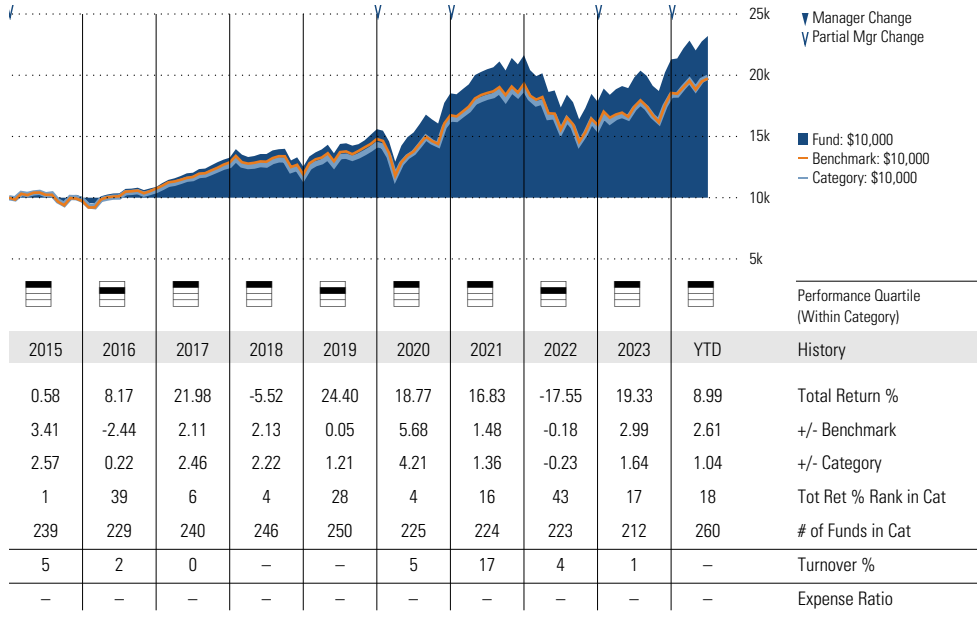 25k
20k
15k
10k
5k
Manager Change
Partial Mgr Change
Fund: $10,000
Benchmark: $10,000
Category: $10,000
Performance Quartile
(Within Category)
2015 2016 2017 2018 2019 2020 2021 2022 2023 YTD History
0.58 8.17 21.98 -5.52 24.40 18.77 16.83 -17.55 19.33 8.99 Total Return %
3.41 -2.44 2.11 2.13 0.05 5.68 1.48 -0.18 2.99 2.61 +/- Benchmark
2.57 0.22 2.46 2.22 1.21 4.21 1.36 -0.23 1.64 1.04 +/- Category
1 39 6 4 28 4 16 43 17 18 Tot Ret % Rank in Cat
239 229 240 246 250 225 224 223 212 260 # of Funds in Cat
5 2 0 – – 5 17 4 1 – Turnover %
– – – – – – – – – – Expense Ratio